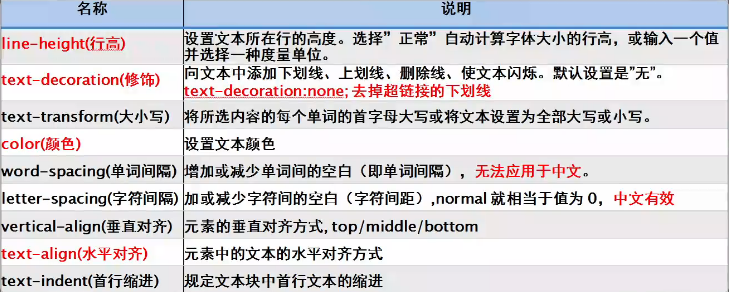 名称 说明
line-height(行高) 设置文本所在行的高度。选择”正常”自动计算字体大小的行高，或输入一个值
并选择一种度量单位。
text-decoration(修饰) 向文本中添加下划线、上划线、删除线、使文本闪烁。默认设置是”无”。
text-decoration:none; 去掉超链接的下划线
text-transform(大小写) 将所选内容的每个单词的首字母大写或将文本设置为全部大写或小写。
color(颜色) 设置文本颜色
word-spacing(单词间隔) 增加或减少单词间的空白（即单词间隔），无法应用于中文。
letter-spacing(字符间隔) 加或减少字符间的空白（字符间距）,normal 就相当于值为 0，中文有效
vertical-align(垂直对齐) 元素的垂直对齐方式, top/middle/bottom
text-align(水平对齐) 元素中的文本的水平对齐方式
text-indent(首行缩进) 规定文本块中首行文本的缩进